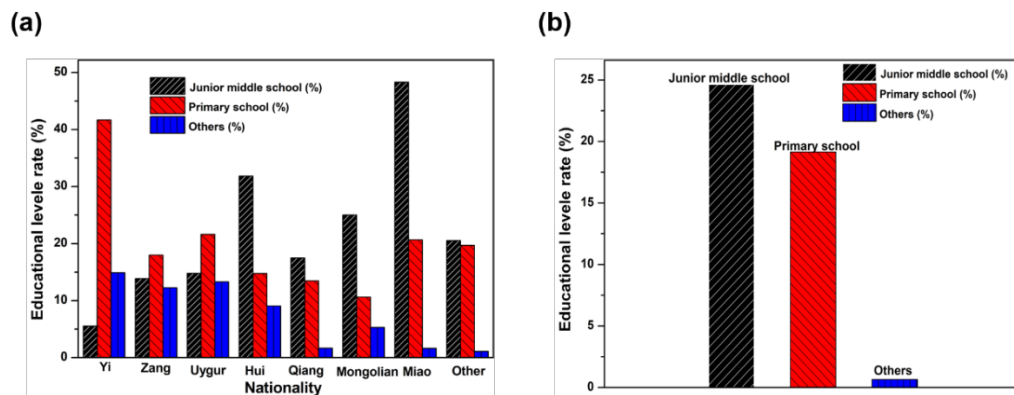 (a)
Educational levele rate (%)
50
40
30
20
10
0
Junior middle school (%)
Primary school (%)
Others (%)
Yi Zang Uygur Hui Qiang Mongolian Miao Other
Nationality
(b)
Educational levele rate (%)
25
20
15
10
5
0
Junior middle school (%)
Primary school (%)
Others (%)
Junior middle school
Primary school
Others